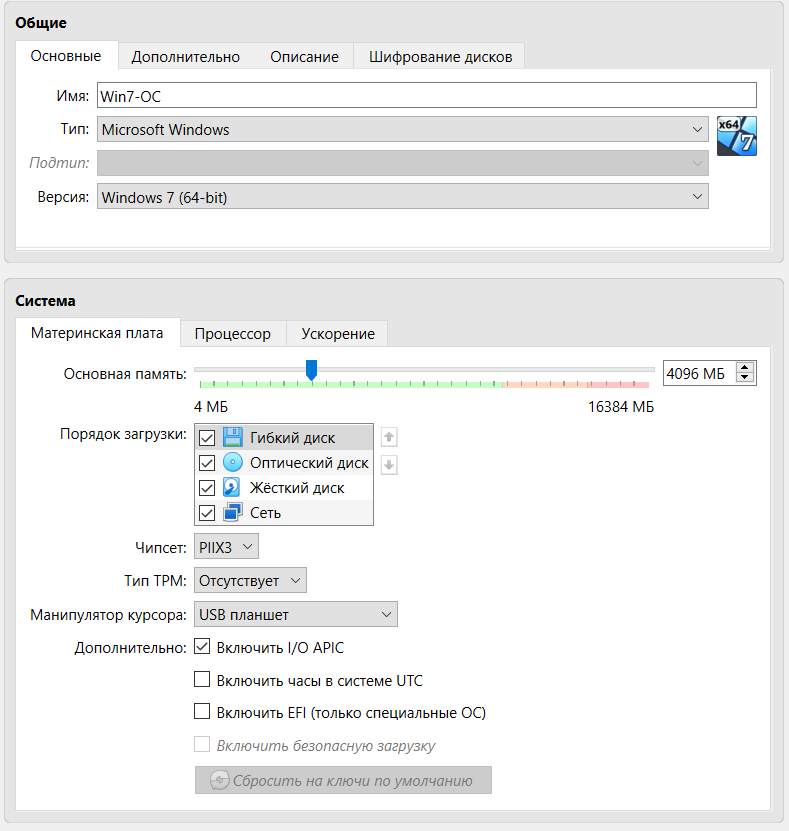 Общие
Основные Дополнительно Описание Шифрование дисков
Имя: Win7-ОС
Тип: Microsoft Windows
x64 7
Подтип:
Версия: Windows 7 (64-bit)
Система
Материнская плата Процессор Ускорение
Основная память: 4096 МБ
4 МБ 16384 МБ
Порядок загрузки: Гибкий диск
Оптический диск
Жёсткий диск
Сеть
Чипсет: PIIX3
Тип TPM: Отсутствует
Манипулятор курсора: USB планшет
Дополнительно: Включить I/O APIC
Включить часы в системе UTC
Включить EFI (только специальные ОС)
Включить безопасную загрузку
Сбросить на ключи по умолчанию